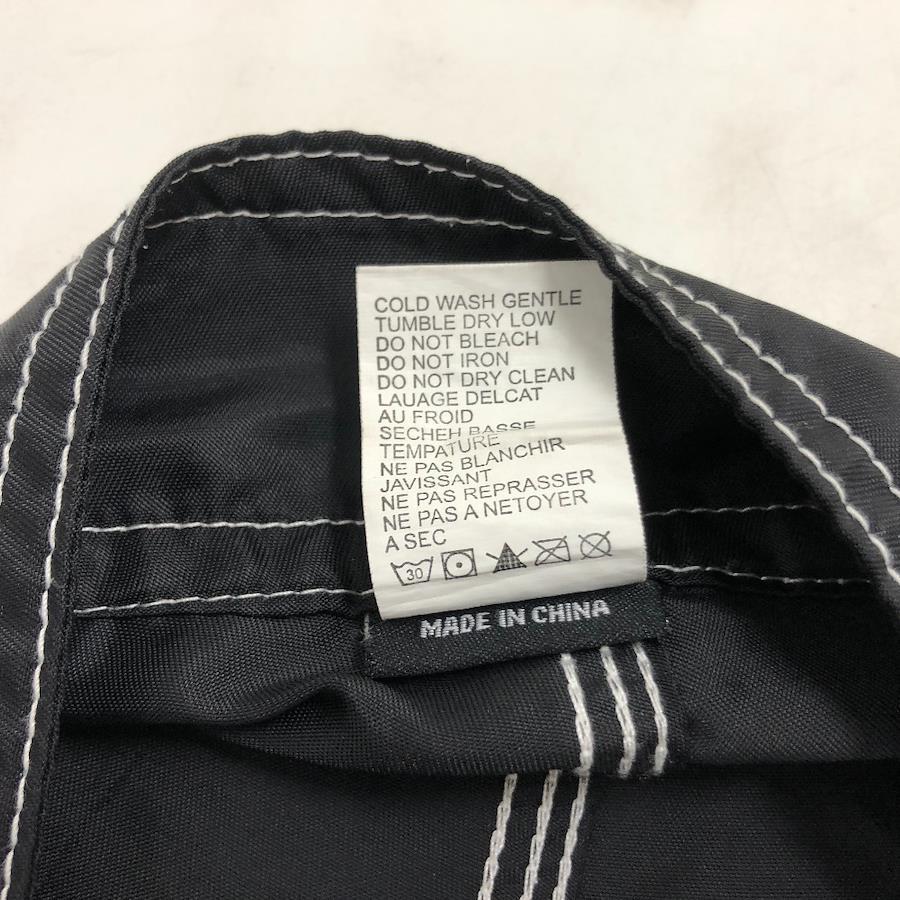 COLD WASH GENTLE
TUMBLE DRY LOW
DO NOT BLEACH
DO NOT IRON
DO NOT DRY CLEAN
LAUAGE DELCAT
AU FROID
SECHEH BASSE
TEMPATURE
NE PAS BLANCHIR
JAVISSANT
NE PAS REPRASSER
NE PAS A NETOYER
A SEC
30
MADE IN CHINA